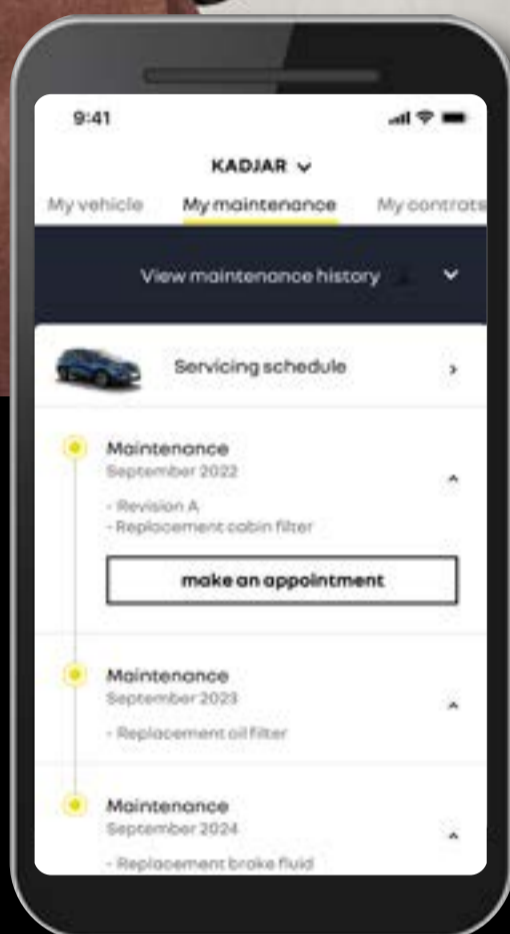 9:41
KADJAR
My vehicle My maintenance My contrats
View maintenance history
Servicing schedule
Maintenance
September 2022
- Revision A
- Replacement cabin filter
make an appointment
Maintenance
September 2023
- Replacement oil filter
Maintenance
September 2024
- Replacement brake fluid